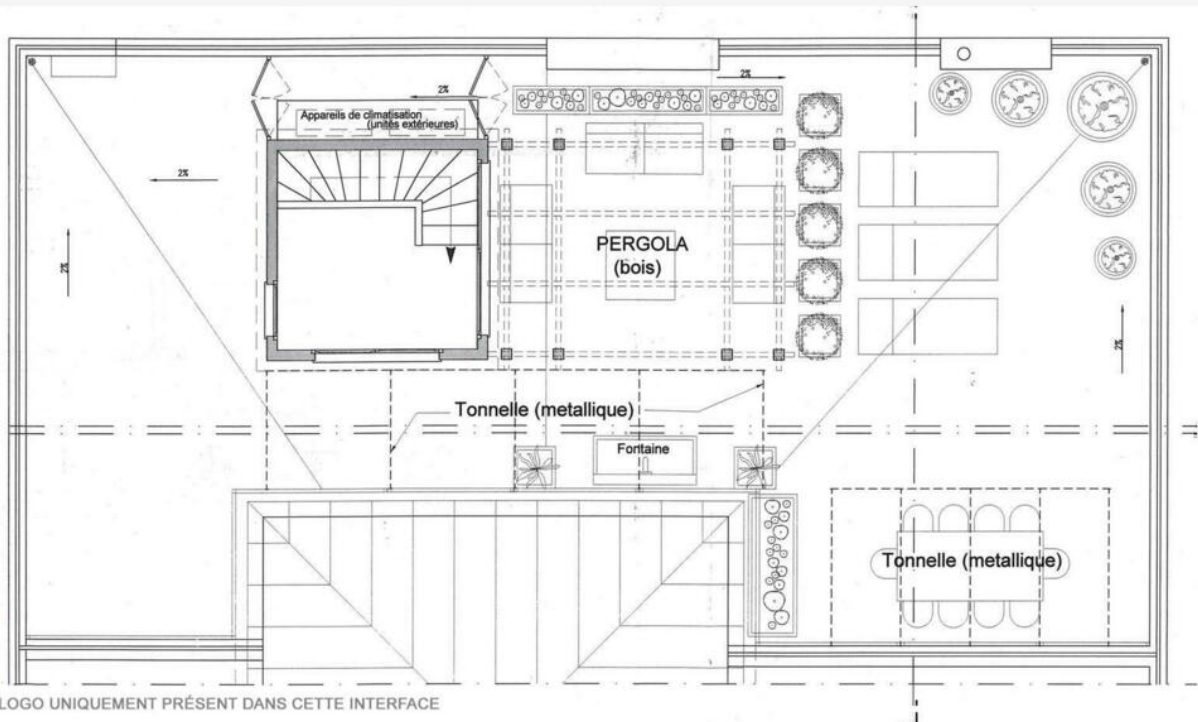 2%
2%
Appareils de climatisation
(unités extérieures)
2%
2%
PERGOLA
(bois)
2%
Tonnelle (metallique)
Fontaine
Tonnelle (metallique)
LOGO UNIQUEMENT PRÉSENT DANS CETTE INTERFACE